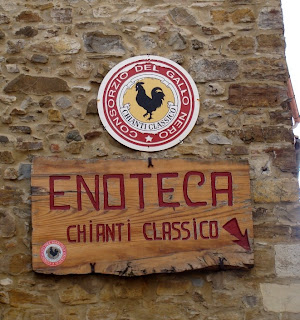 CONSORZIO DEL GALLO NERO
CHIANTI CLASSICO
ENOTECA
CHIANTI CLASSICO